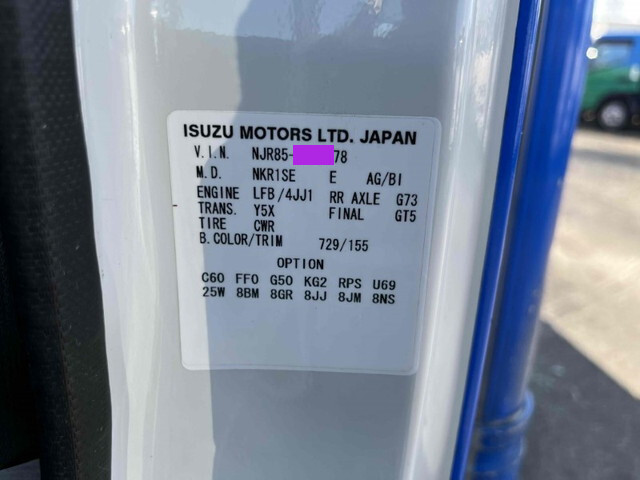 ISUZU MOTORS LTD. JAPAN
V.I.N. NJR85- 78
M.D. NKR1SE E AG/BI
ENGINE LFB/4JJ1 RR AXLE G73
TRANS. Y5X FINAL GT5
TIRE CWR
B.COLOR/TRIM 729/155
OPTION
C60 FF0 G50 KG2 RPS U69
25W 8BM 8GR 8JJ 8JM 8NS